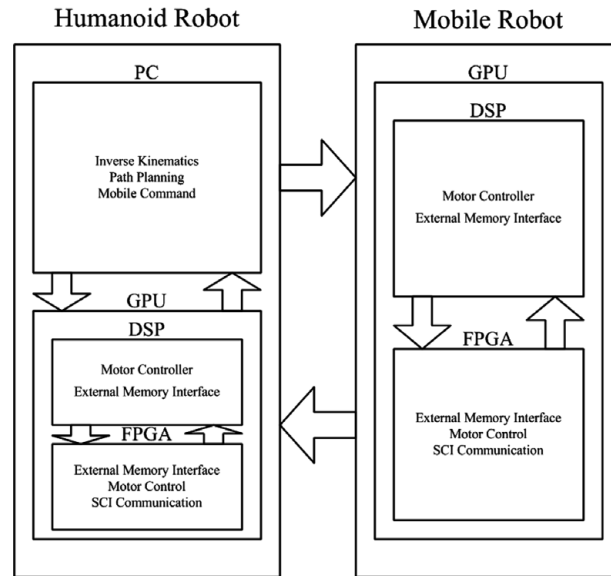 Humanoid Robot
PC
Inverse Kinematics
Path Planning
Mobile Command
GPU
DSP
Motor Controller
External Memory Interface
FPGA
External Memory Interface
Motor Control
SCI Communication
Mobile Robot
GPU
DSP
Motor Controller
External Memory Interface
FPGA
External Memory Interface
Motor Control
SCI Communication